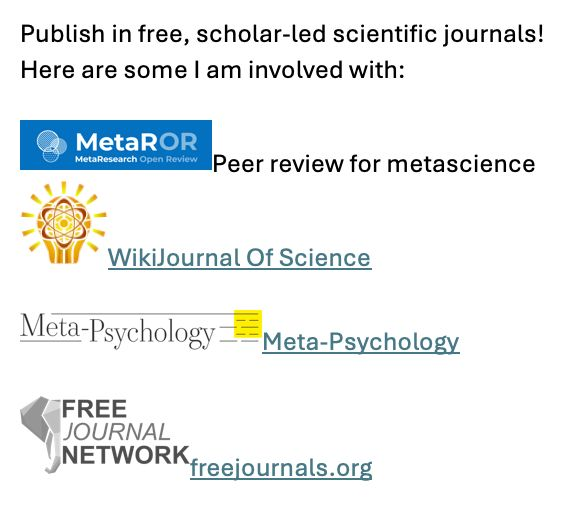 Publish in free, scholar-led scientific journals!
Here are some I am involved with:
MetaROR
MetaResearch Open Review
Peer review for metascience
WikiJournal Of Science
Meta-Psychology
Meta-Psychology
FREE
JOURNAL
NETWORK
freejournals.org